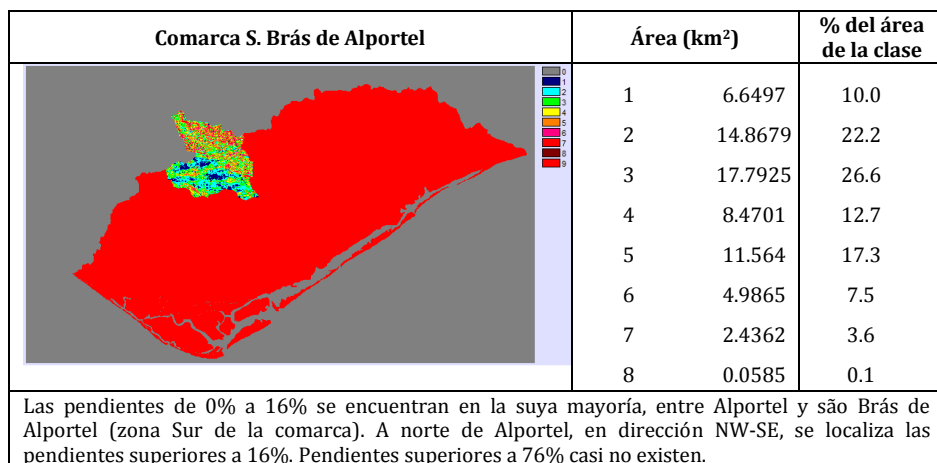 Comarca S. Brás de Alportel Área (km²) % del área
de la clase
0
1
2
3
4
5
6
7
8
9
1 6.6497 10.0
2 14.8679 22.2
3 17.7925 26.6
4 8.4701 12.7
5 11.564 17.3
6 4.9865 7.5
7 2.4362 3.6
8 0.0585 0.1
Las pendientes de 0% a 16% se encuentran en la suya mayoría, entre Alportel y são Brás de
Alportel (zona Sur de la comarca). A norte de Alportel, en dirección NW-SE, se localiza las
pendientes superiores a 16%. Pendientes superiores a 76% casi no existen.